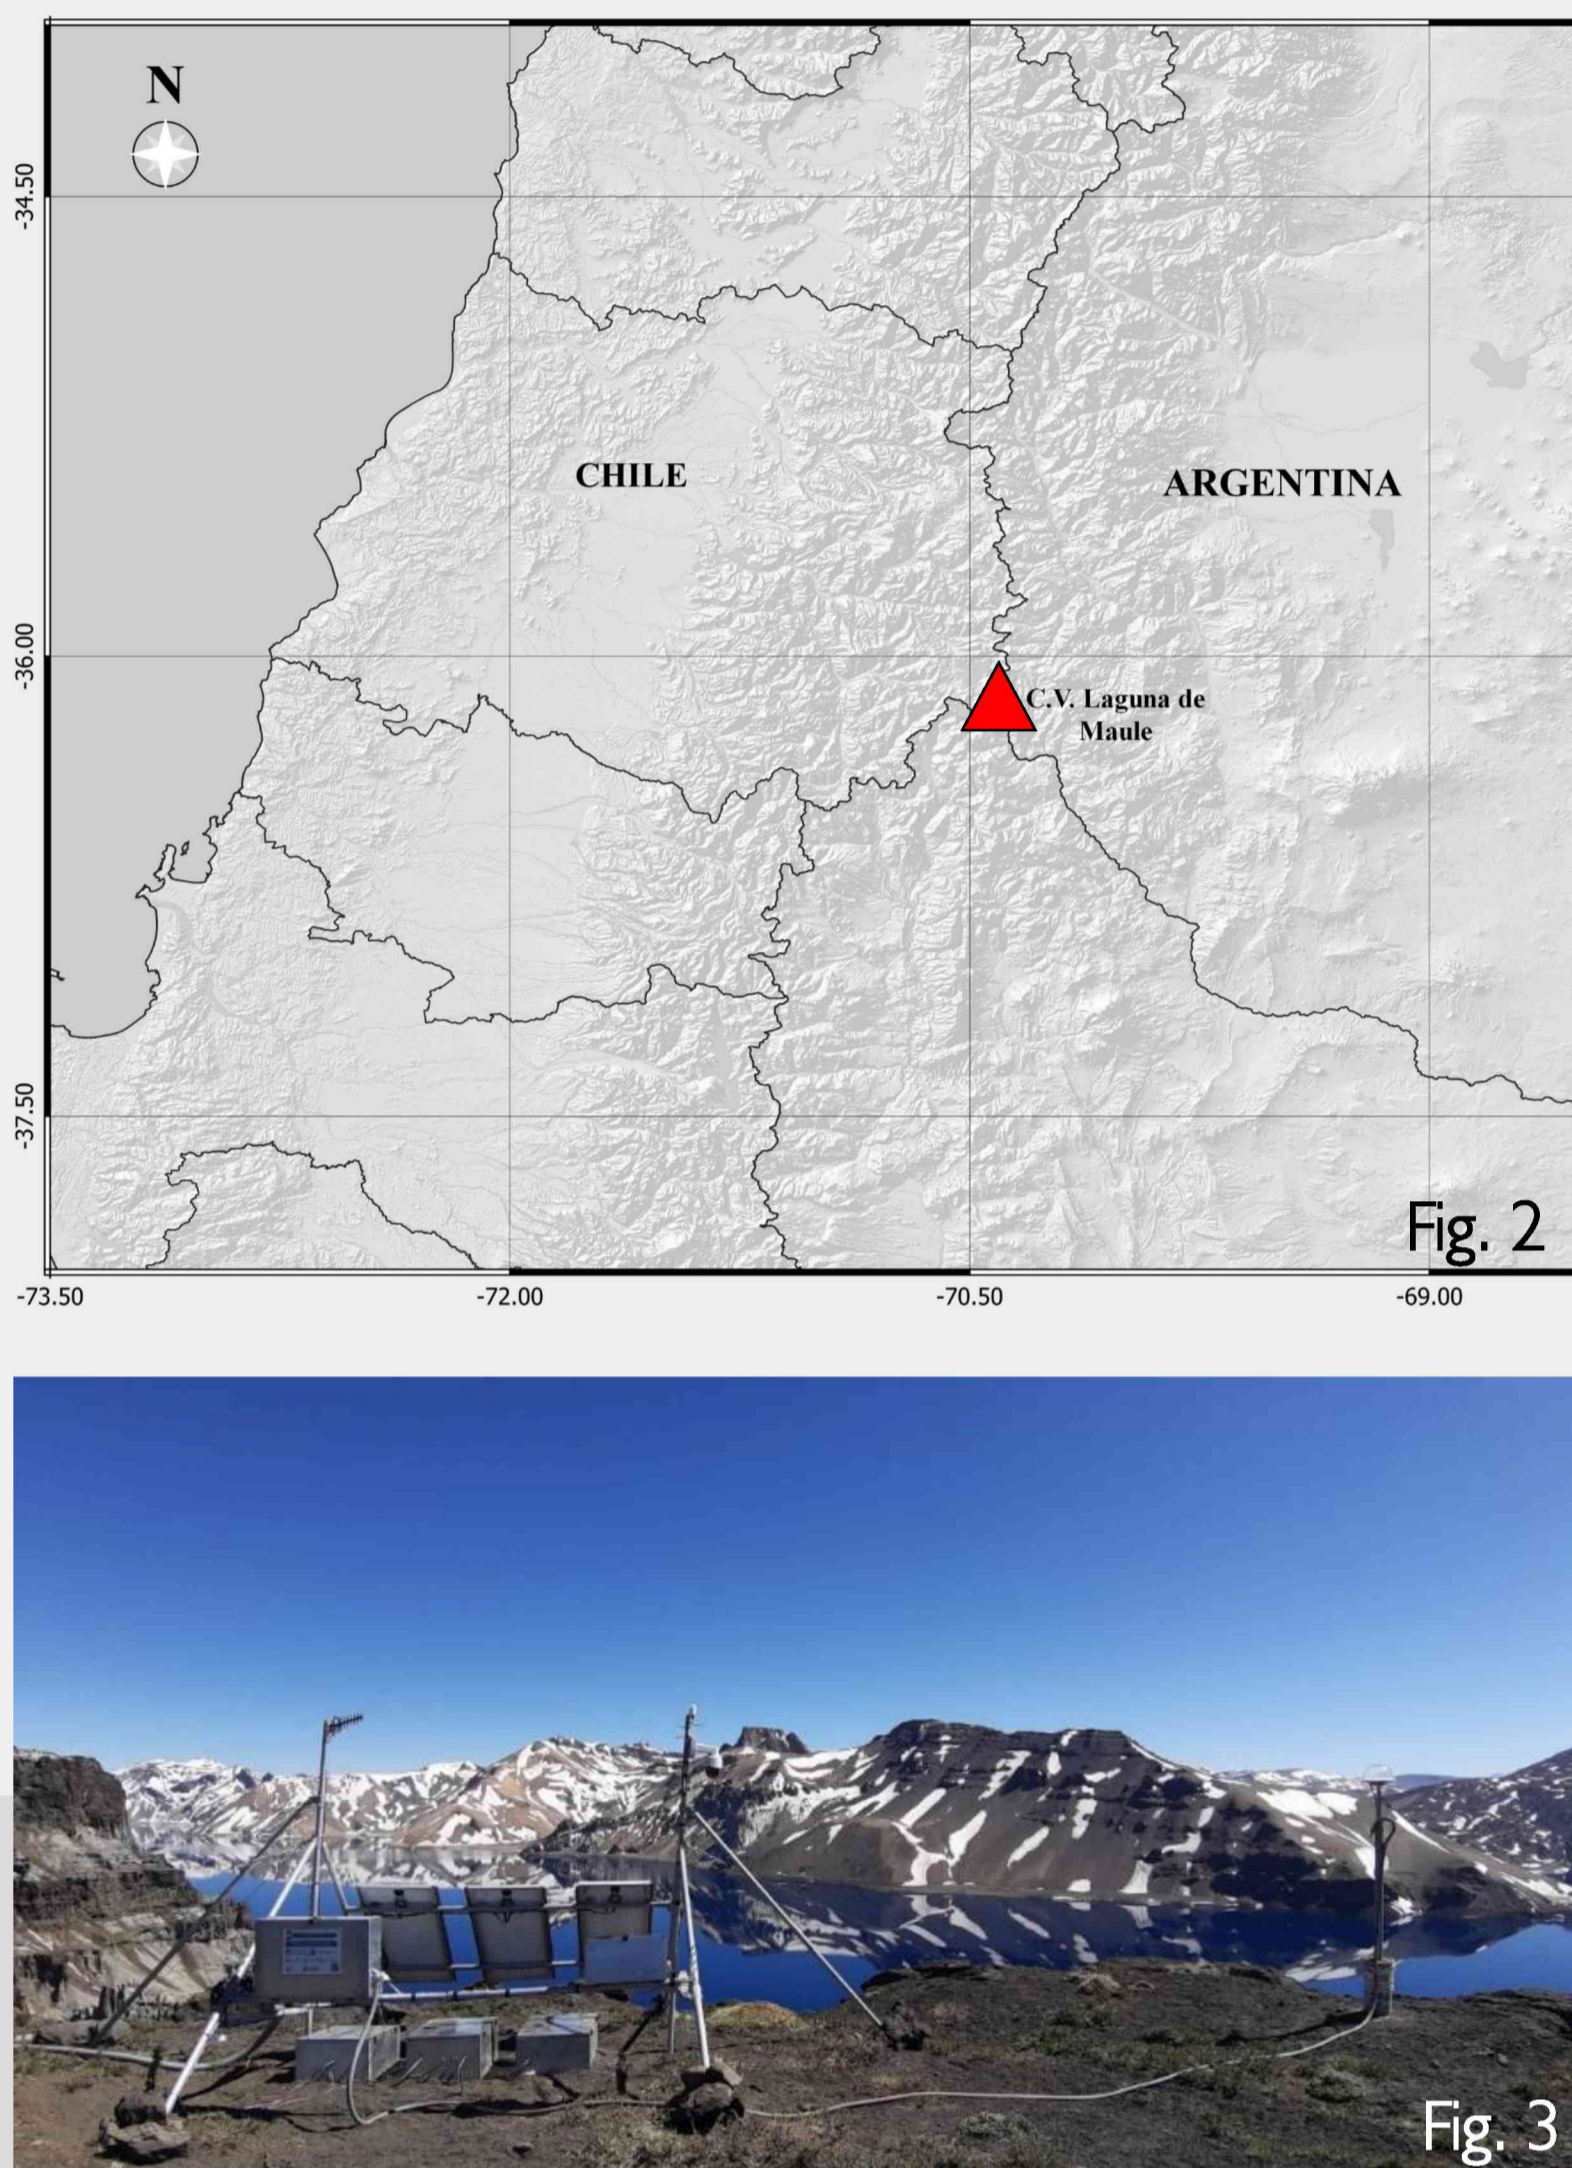 N
-34.50
CHILE
ARGENTINA
-36.00
C.V. Laguna de
Maule
-37.50
Fig. 2
-73.50
-72.00
-70.50
-69.00
Fig. 3